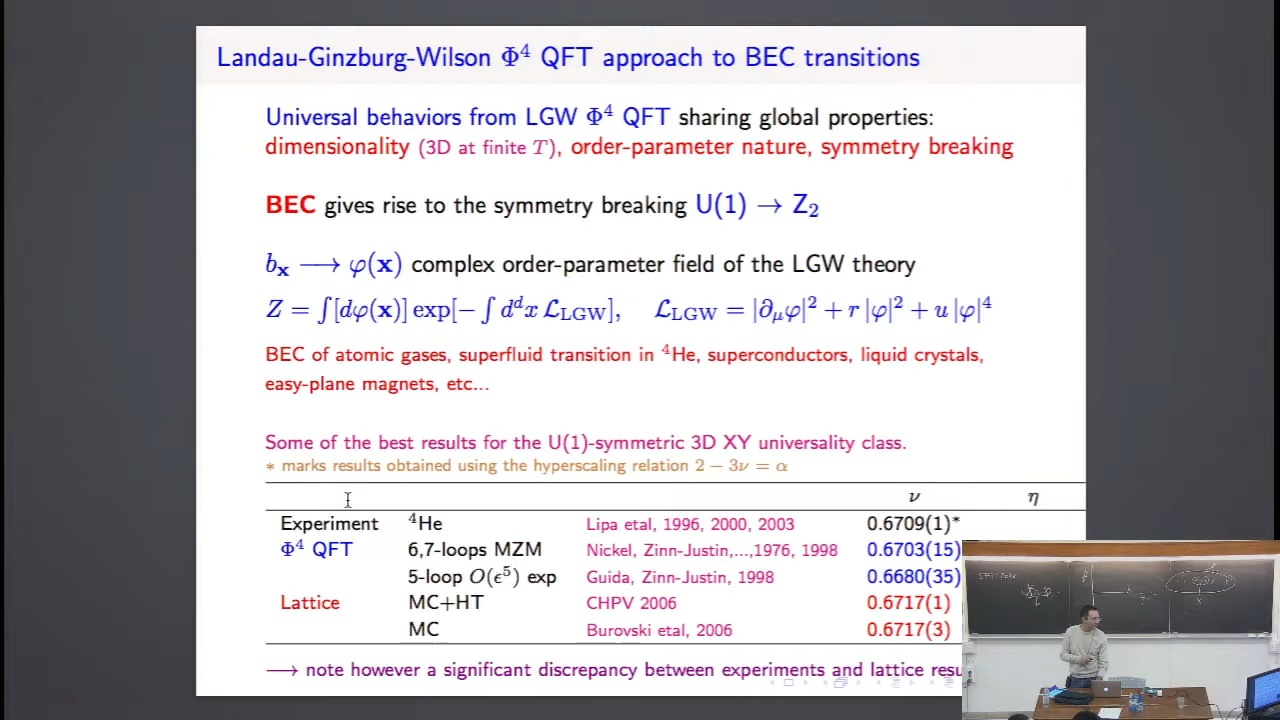 Landau-Ginzburg-Wilson Φ⁴ QFT approach to BEC transitions
Universal behaviors from LGW Φ⁴ QFT sharing global properties:
dimensionality (3D at finite T), order-parameter nature, symmetry breaking
BEC gives rise to the symmetry breaking U(1) → Z₂
bₓ ⟶ φ(x) complex order-parameter field of the LGW theory
Z = ∫[dφ(x)] exp[− ∫ dᵈx ℒ_LGW], ℒ_LGW = |∂_μφ|² + r |φ|² + u |φ|⁴
BEC of atomic gases, superfluid transition in ⁴He, superconductors, liquid crystals,
easy-plane magnets, etc...
Some of the best results for the U(1)-symmetric 3D XY universality class.
* marks results obtained using the hyperscaling relation 2 − 3ν = α
ν η
Experiment ⁴He Lipa etal, 1996, 2000, 2003 0.6709(1)*
Φ⁴ QFT 6,7-loops MZM Nickel, Zinn-Justin,...,1976, 1998 0.6703(15)
5-loop O(ε⁵) exp Guida, Zinn-Justin, 1998 0.6680(35)
Lattice MC+HT CHPV 2006 0.6717(1)
MC Burovski etal, 2006 0.6717(3)
⟶ note however a significant discrepancy between experiments and lattice resu